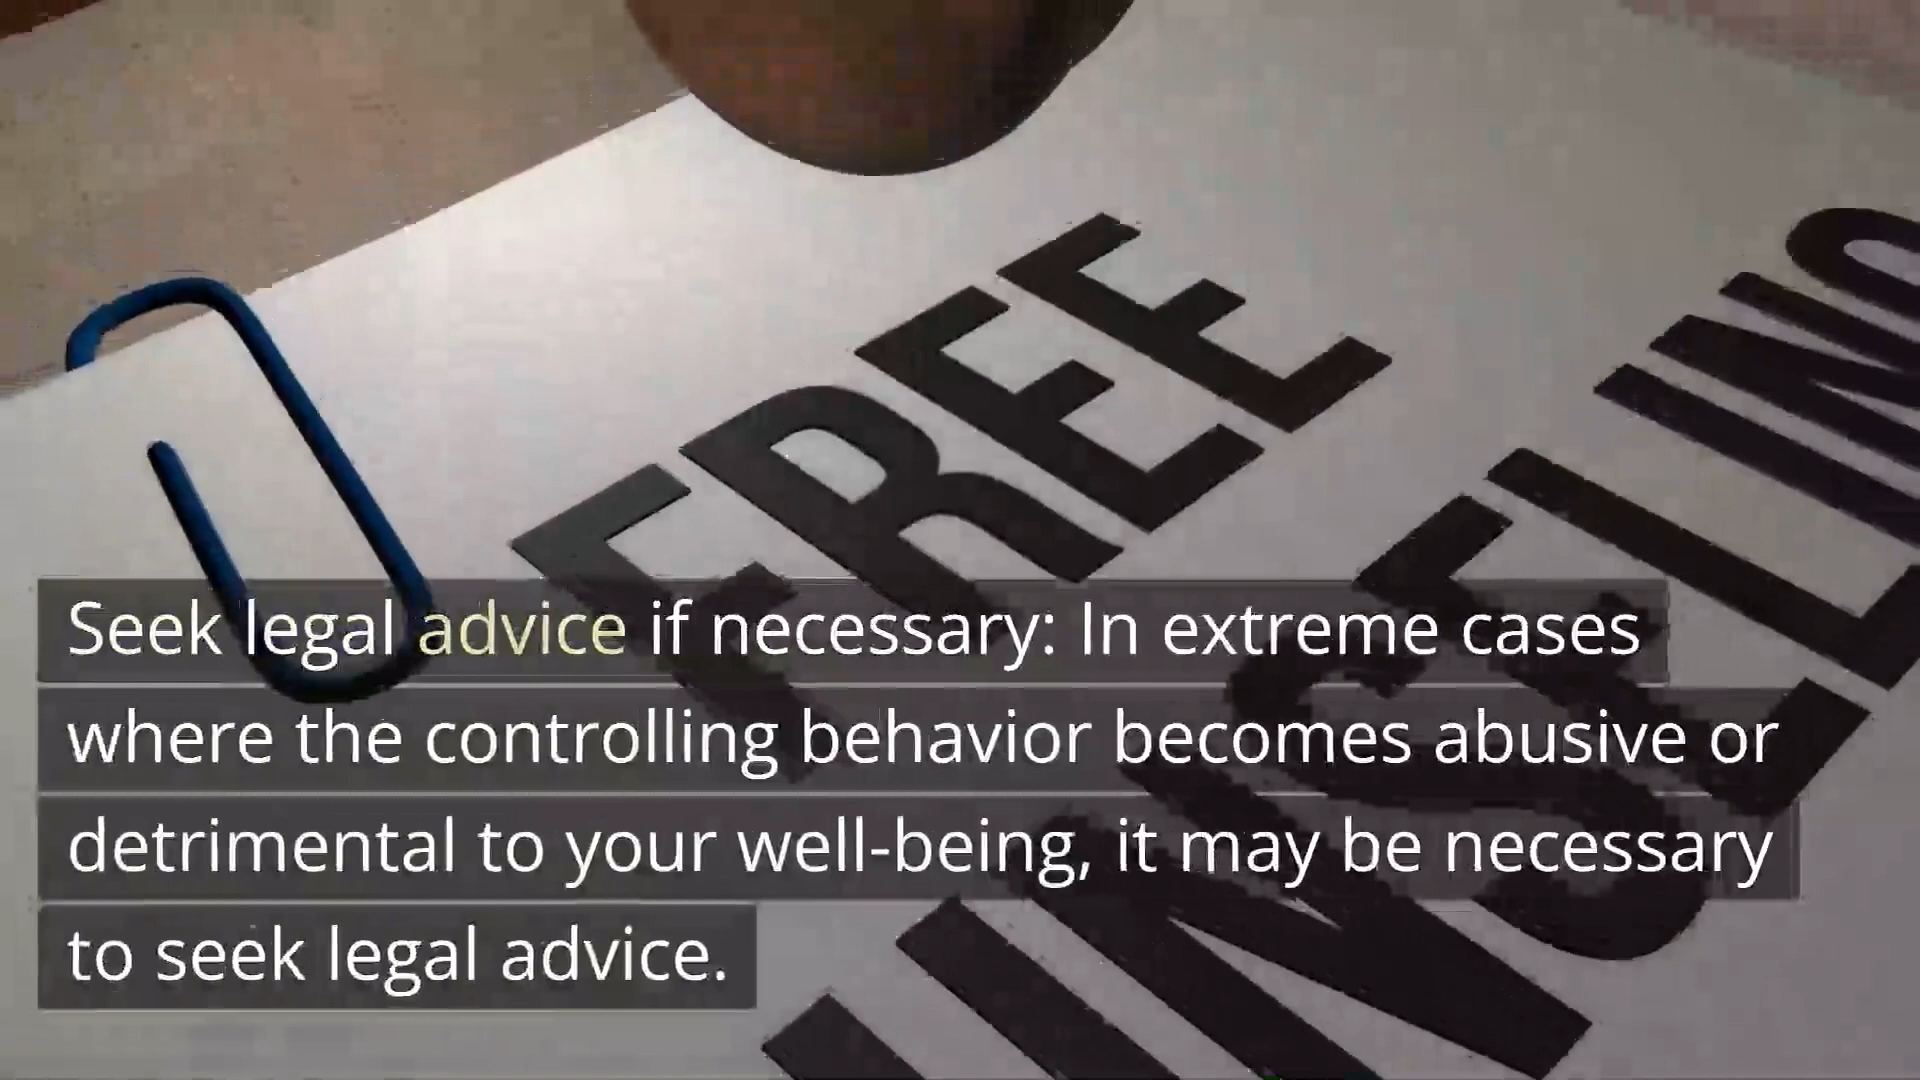 FREE
Seek legal advice if necessary: In extreme cases
where the controlling behavior becomes abusive or
detrimental to your well-being, it may be necessary
to seek legal advice.